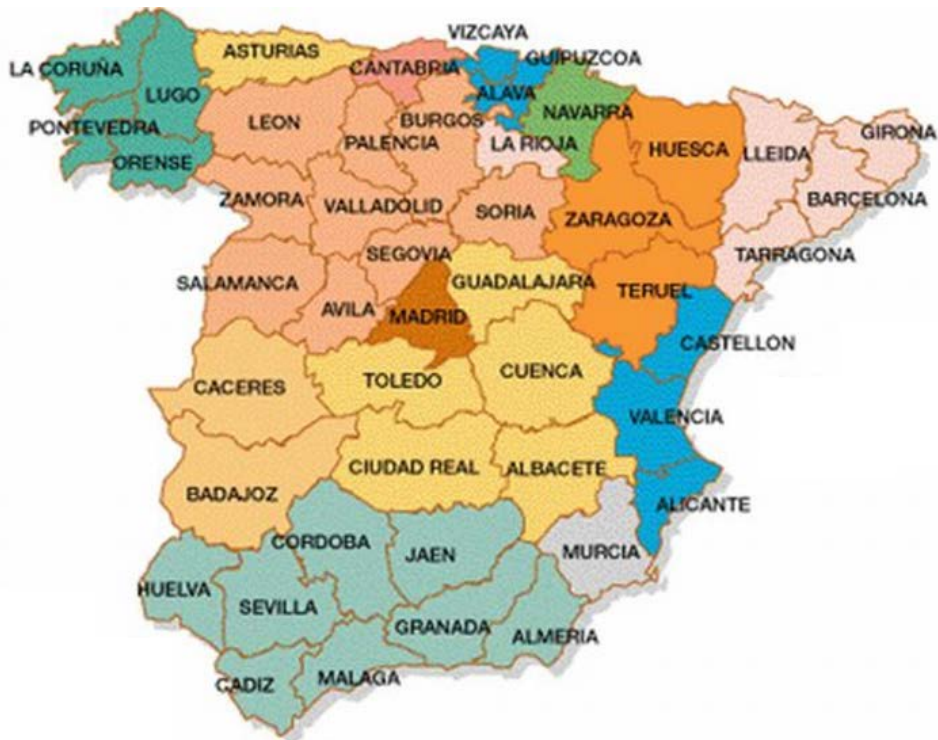 VIZCAYA
ASTURIAS
GUIPUZCOA
LA CORUÑA
CANTABRIA
ALAVA
LUGO
NAVARRA
LEON
BURGOS
PONTEVEDRA
PALENCIA
LA RIOJA
HUESCA
LLEIDA
GIRONA
ORENSE
ZAMORA
VALLADOLID
SORIA
ZARAGOZA
BARCELONA
SEGOVIA
TARRAGONA
SALAMANCA
GUADALAJARA
TERUEL
AVILA
MADRID
CASTELLON
CACERES
TOLEDO
CUENCA
VALENCIA
BADAJOZ
CIUDAD REAL
ALBACETE
ALICANTE
CORDOBA
JAEN
MURCIA
HUELVA
SEVILLA
GRANADA
ALMERIA
CADIZ
MALAGA